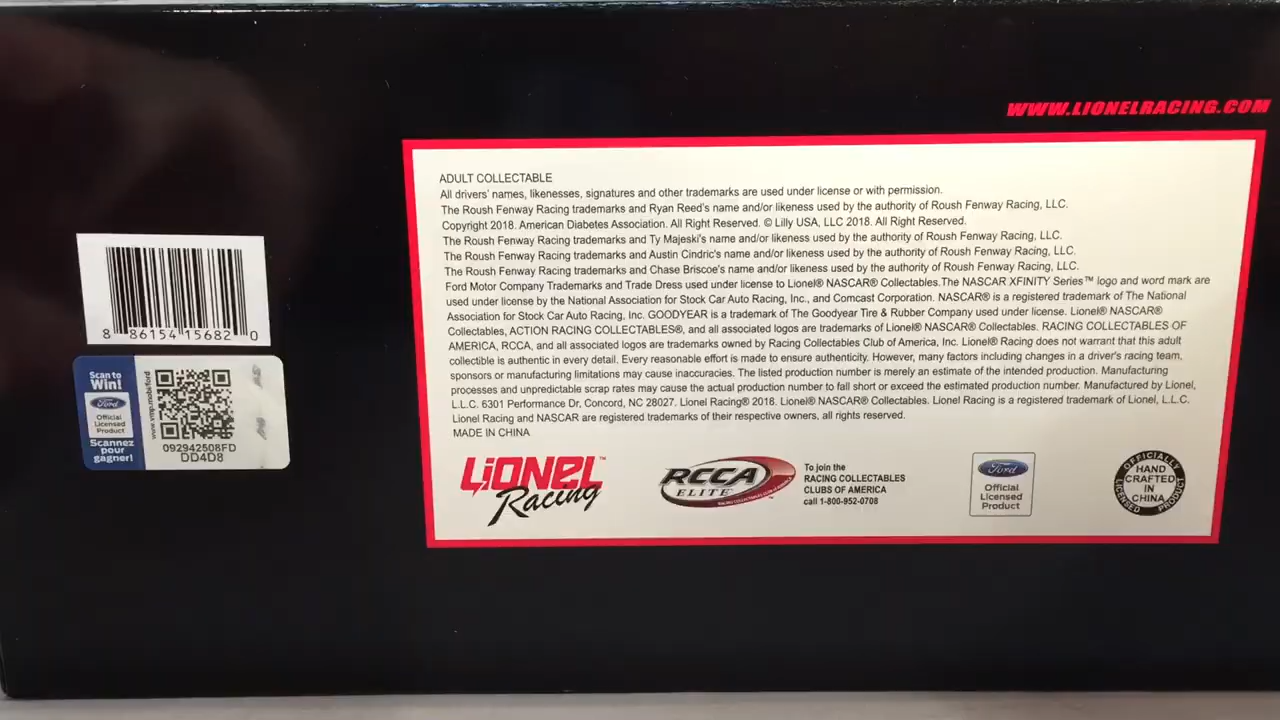 WWW.LIONELRACING.COM
ADULT COLLECTABLE
All drivers' names, likenesses, signatures and other trademarks are used under license or with permission.
The Roush Fenway Racing trademarks and Ryan Reed's name and/or likeness used by the authority of Roush Fenway Racing, LLC.
Copyright 2018. American Diabetes Association. All Right Reserved. © Lilly USA, LLC 2018. All Right Reserved.
The Roush Fenway Racing trademarks and Ty Majeski's name and/or likeness used by the authority of Roush Fenway Racing, LLC.
The Roush Fenway Racing trademarks and Austin Cindric's name and/or likeness used by the authority of Roush Fenway Racing, LLC.
The Roush Fenway Racing trademarks and Chase Briscoe's name and/or likeness used by the authority of Roush Fenway Racing, LLC.
Ford Motor Company Trademarks and Trade Dress used under license to Lionel® NASCAR® Collectables.The NASCAR XFINITY Series™ logo and word mark are
used under license by the National Association for Stock Car Auto Racing, Inc., and Comcast Corporation. NASCAR® is a registered trademark of The National
Association for Stock Car Auto Racing, Inc. GOODYEAR is a trademark of The Goodyear Tire & Rubber Company used under license. Lionel® NASCAR®
Collectables, ACTION RACING COLLECTABLES®, and all associated logos are trademarks of Lionel® NASCAR® Collectables. RACING COLLECTABLES OF
AMERICA, RCCA, and all associated logos are trademarks owned by Racing Collectables Club of America, Inc. Lionel® Racing does not warrant that this adult
collectible is authentic in every detail. Every reasonable effort is made to ensure authenticity. However, many factors including changes in a driver's racing team,
sponsors or manufacturing limitations may cause inaccuracies. The listed production number is merely an estimate of the intended production. Manufacturing
processes and unpredictable scrap rates may cause the actual production number to fall short or exceed the estimated production number. Manufactured by Lionel,
L.L.C. 6301 Performance Dr, Concord, NC 28027. Lionel Racing® 2018. Lionel® NASCAR® Collectables. Lionel Racing is a registered trademark of Lionel, L.L.C.
Lionel Racing and NASCAR are registered trademarks of their respective owners, all rights reserved.
MADE IN CHINA
LIONEL™
Racing
RCCA
ELITE
To join the
RACING COLLECTABLES
CLUBS OF AMERICA
call 1-800-952-0708
Ford
Official
Licensed
Product
OFFICIALLY
LICENSED PRODUCT
HAND
CRAFTED
IN
CHINA
8 86154 15682 0
Scan to
Win!
Ford
Official
Licensed
Product
Scannez
pour
gagner!
www.vmp.mobi/ford
092942508FD
DD4D8